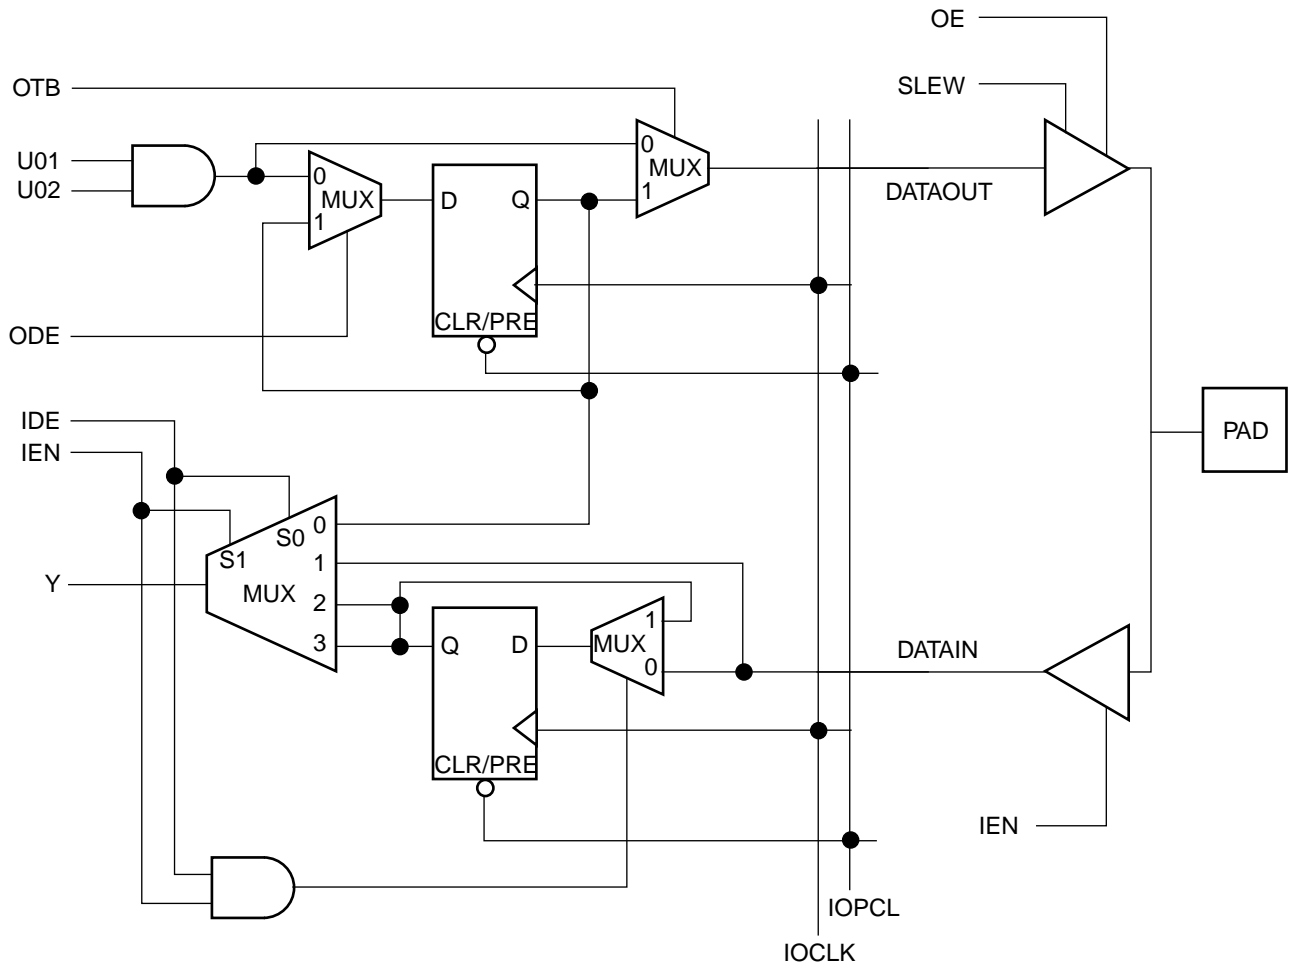 OE
SLEW
OTB
U01
U02
0
MUX
1
0
MUX
1
D
Q
CLR/PRE
DATAOUT
ODE
IDE
IEN
PAD
S1
S0
MUX
0
1
2
3
Y
Q
D
CLR/PRE
MUX
1
0
DATAIN
IEN
IOPCL
IOCLK